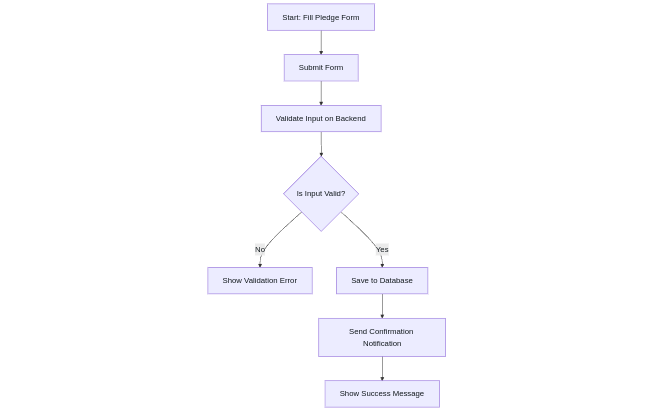 Start: Fill Pledge Form
Submit Form
Validate Input on Backend
Is Input Valid?
No
Yes
Show Validation Error
Save to Database
Send Confirmation
Notification
Show Success Message